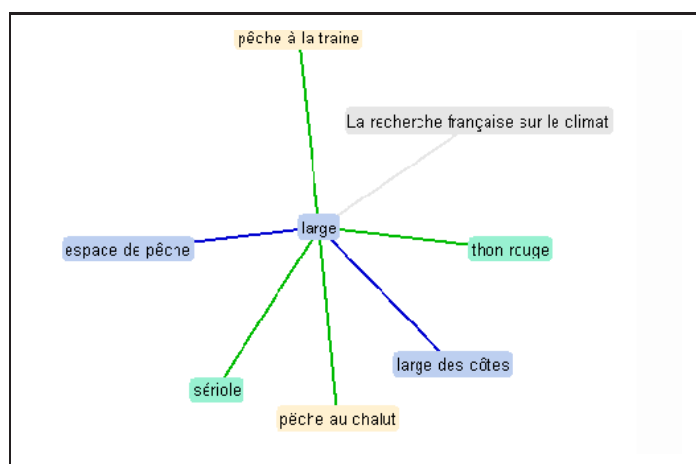 pêche à la traine
La recherche française sur le climat
large
espace de pêche
thon rouge
large des côtes
sériole
pêche au chalut